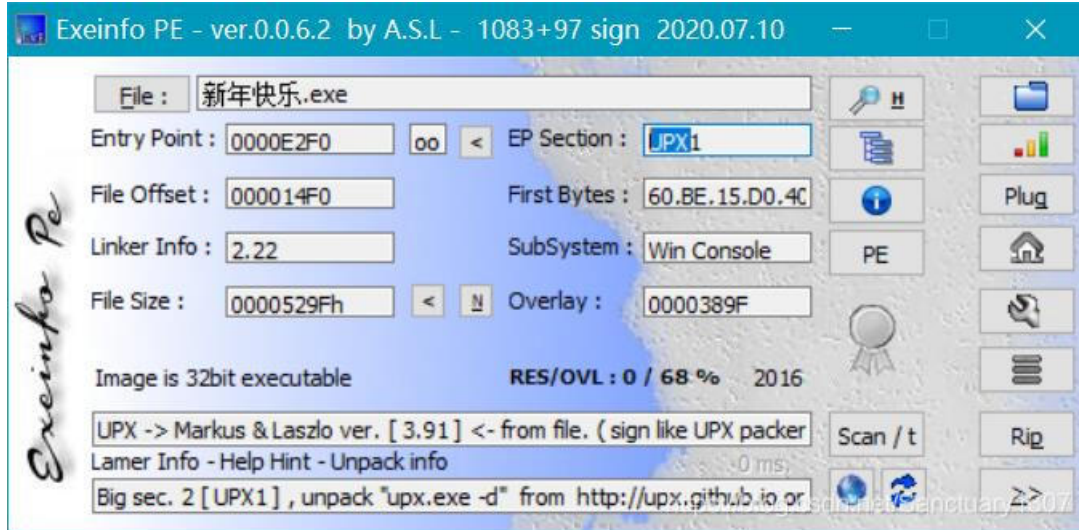 Exeinfo PE - ver.0.0.6.2 by A.S.L - 1083+97 sign 2020.07.10
File : 新年快乐.exe H
Entry Point : 0000E2F0 oo < EP Section : UPX1
File Offset : 000014F0 First Bytes : 60.BE.15.D0.4C Plug
Linker Info : 2.22 SubSystem : Win Console PE
File Size : 0000529Fh < N Overlay : 0000389F
Image is 32bit executable RES/OVL : 0 / 68 % 2016
UPX -> Markus & Laszlo ver. [ 3.91 ] <- from file. ( sign like UPX packer Scan / t Rip
Lamer Info - Help Hint - Unpack info 0 ms.
Big sec. 2 [ UPX1 ] , unpack "upx.exe -d" from http://upx.github.io or >>
Exeinfo Pe